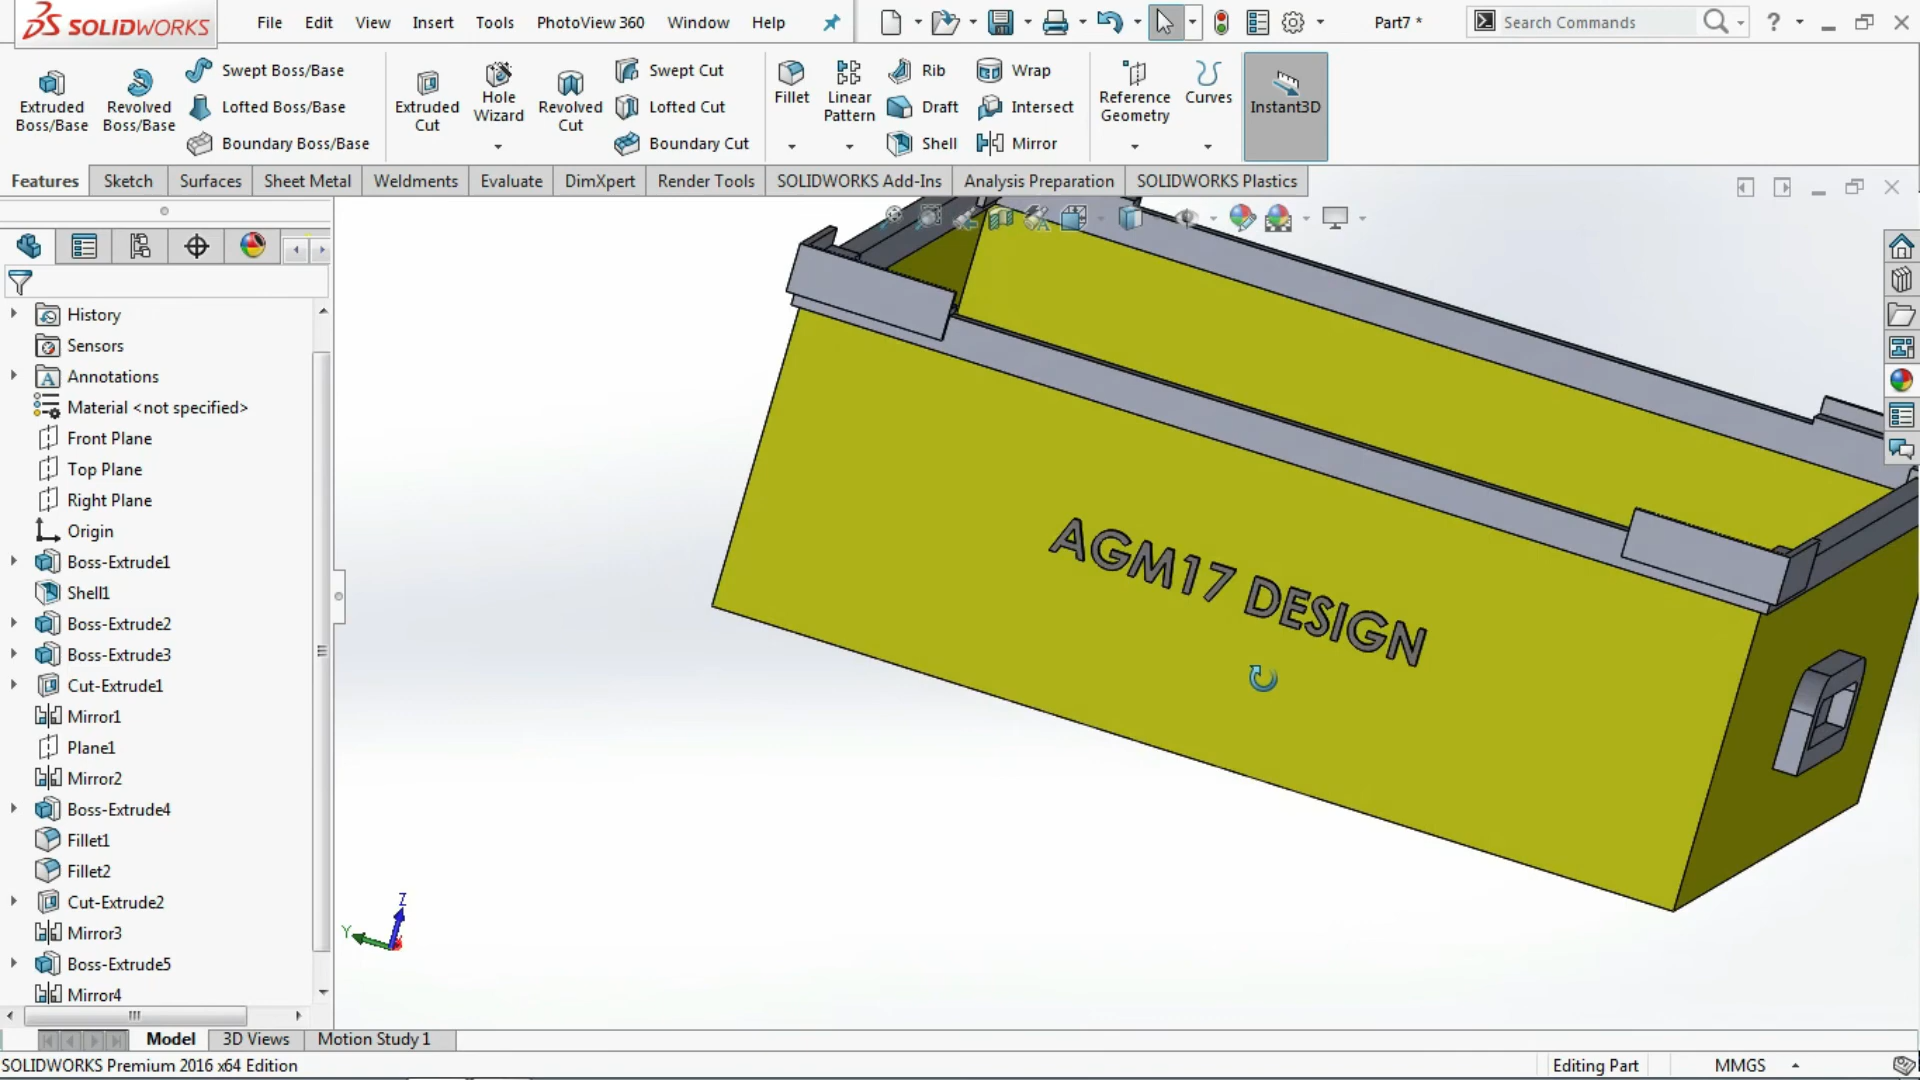 SOLIDWORKS
File Edit View Insert Tools PhotoView 360 Window Help
Part7 *
Search Commands
Extruded Boss/Base
Revolved Boss/Base
Swept Boss/Base
Lofted Boss/Base
Boundary Boss/Base
Extruded Cut
Hole Wizard
Revolved Cut
Swept Cut
Lofted Cut
Boundary Cut
Fillet
Linear Pattern
Rib
Draft
Shell
Wrap
Intersect
Mirror
Reference Geometry
Curves
Instant3D
Features Sketch Surfaces Sheet Metal Weldments Evaluate DimXpert Render Tools SOLIDWORKS Add-Ins Analysis Preparation SOLIDWORKS Plastics
History
Sensors
Annotations
Material <not specified>
Front Plane
Top Plane
Right Plane
Origin
Boss-Extrude1
Shell1
Boss-Extrude2
Boss-Extrude3
Cut-Extrude1
Mirror1
Plane1
Mirror2
Boss-Extrude4
Fillet1
Fillet2
Cut-Extrude2
Mirror3
Boss-Extrude5
Mirror4
AGM17 DESIGN
Z
Y
Model 3D Views Motion Study 1
SOLIDWORKS Premium 2016 x64 Edition
Editing Part
MMGS